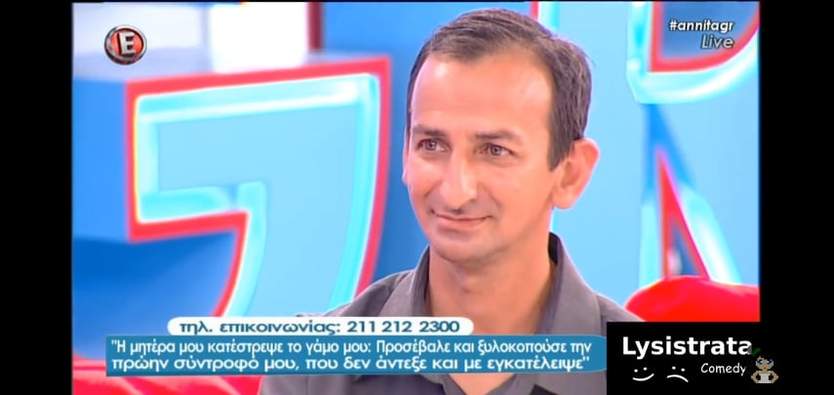 E
#annitagr
Live
τηλ. επικοινωνίας: 211 212 2300
"Η μητέρα μου κατέστρεψε το γάμο μου: Προσέβαλε και ξυλοκοπούσε την
πρώην σύντροφό μου, που δεν άντεξε και με εγκατέλειψε"
Lysistrata
Comedy